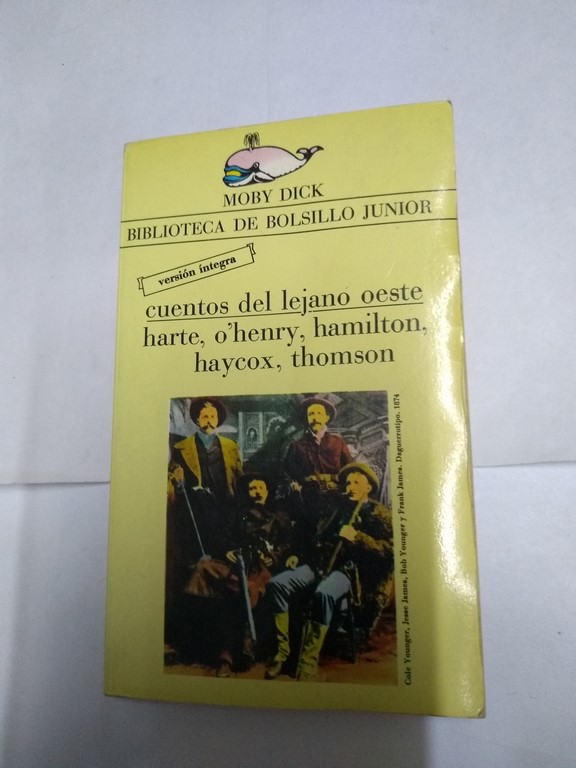 MOBY DICK
BIBLIOTECA DE BOLSILLO JUNIOR
versión íntegra
cuentos del lejano oeste
harte, o'henry, hamilton,
haycox, thomson
Cole Younger, Jesse James, Bob Younger y Frank James. Daguerrotipo. 1874